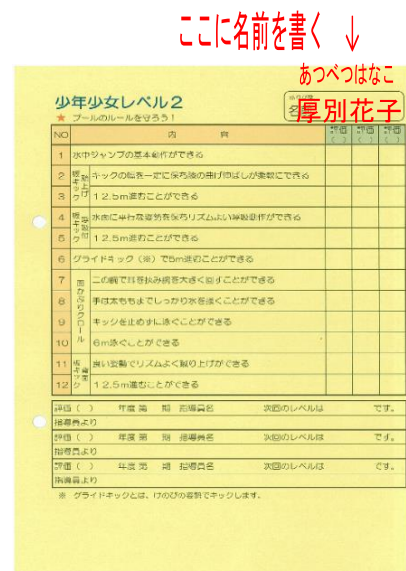 ここに名前を書く ↓
あつべつはなこ
厚別花子
少年少女レベル2
★ プールのルールを守ろう!
NO 内 容 評価 評価 評価
( ) ( ) ( )
1 水中ジャンプの基本動作ができる
2 キックの幅を一定に保ち膝の曲げ伸ばしが柔軟にできる
3 12.5m進むことができる
4 水面に平行な姿勢を保ちリズムよい呼吸動作ができる
5 12.5m進むことができる
6 グライドキック(※)で5m進むことができる
面かぶりクロール
7 二の腕で耳を挟み腕を大きく回すことができる
8 手は太ももまでしっかり水を掻くことができる
9 キックを止めずに泳ぐことができる
10 6m泳ぐことができる
11 良い姿勢でリズムよく蹴り上げができる
12 12.5m進むことができる
評価( ) 年度 第 期 指導員名 次回のレベルは です。
指導員より
評価( ) 年度 第 期 指導員名 次回のレベルは です。
指導員より
評価( ) 年度 第 期 指導員名 次回のレベルは です。
指導員より
※ グライドキックとは、けのびの姿勢でキックします。